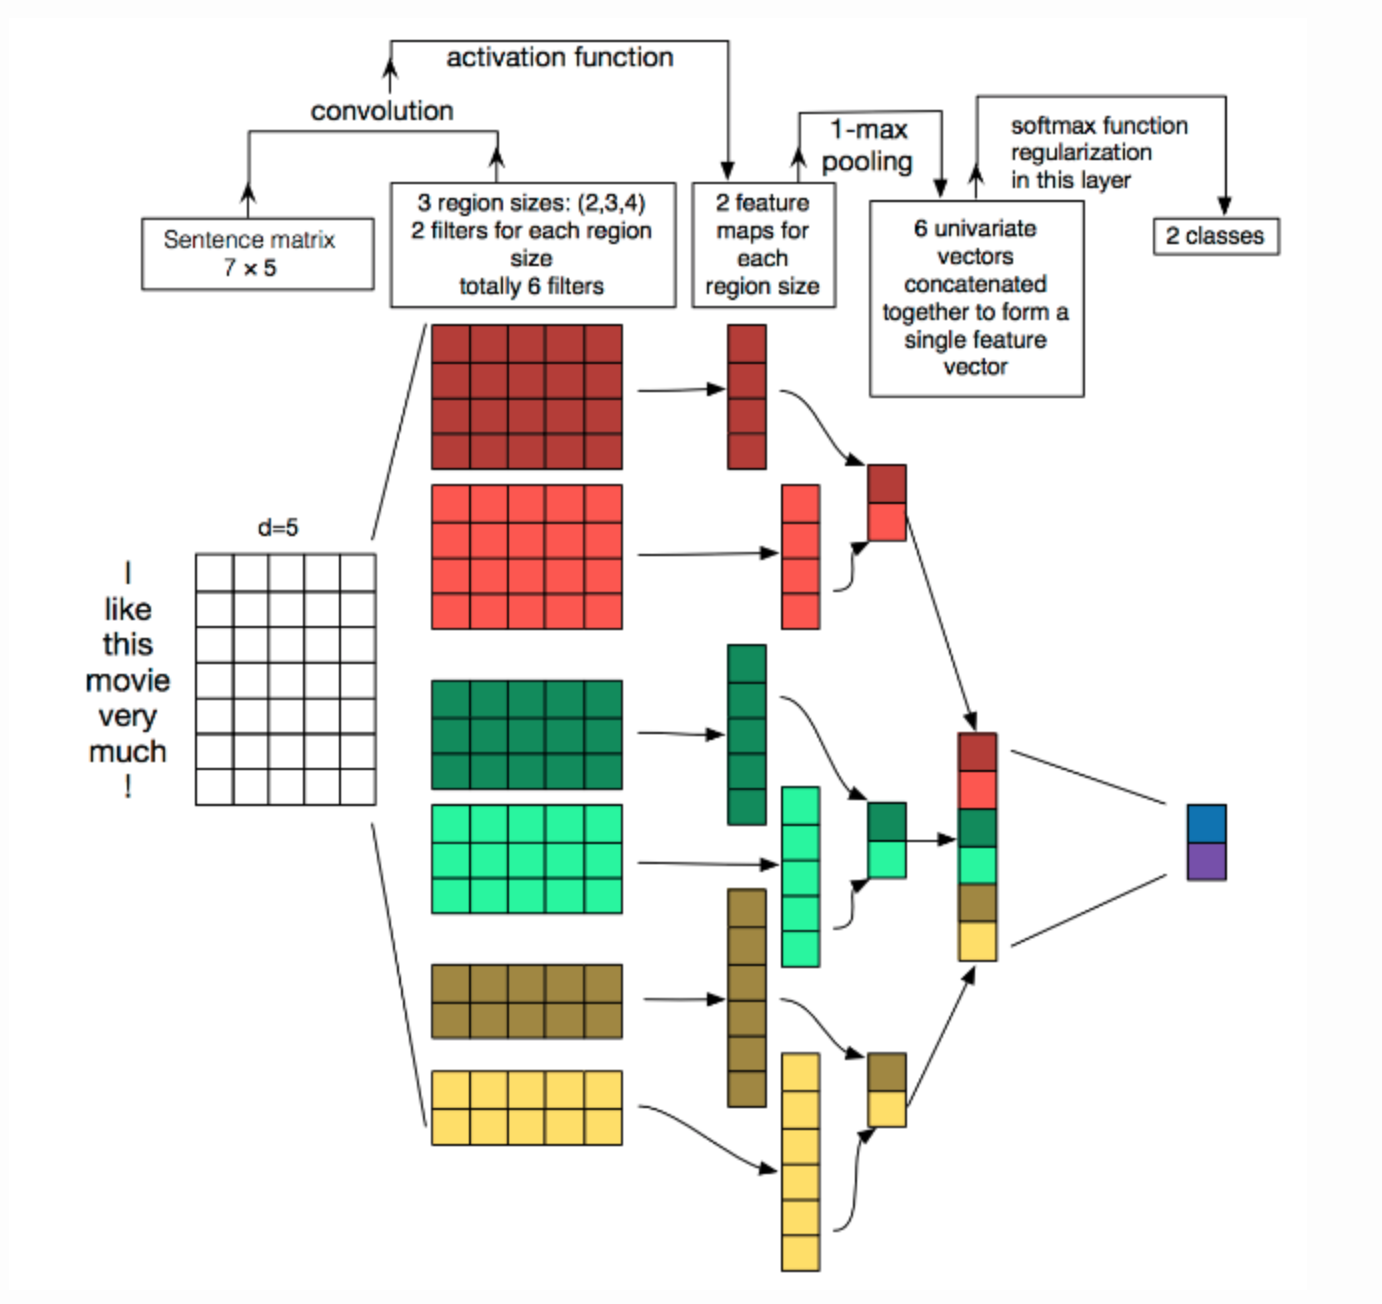 activation function
convolution
1-max
pooling
softmax function
regularization
in this layer
Sentence matrix
7 × 5
3 region sizes: (2,3,4)
2 filters for each region
size
totally 6 filters
2 feature
maps for
each
region size
6 univariate
vectors
concatenated
together to form a
single feature
vector
2 classes
d=5
I
like
this
movie
very
much
!